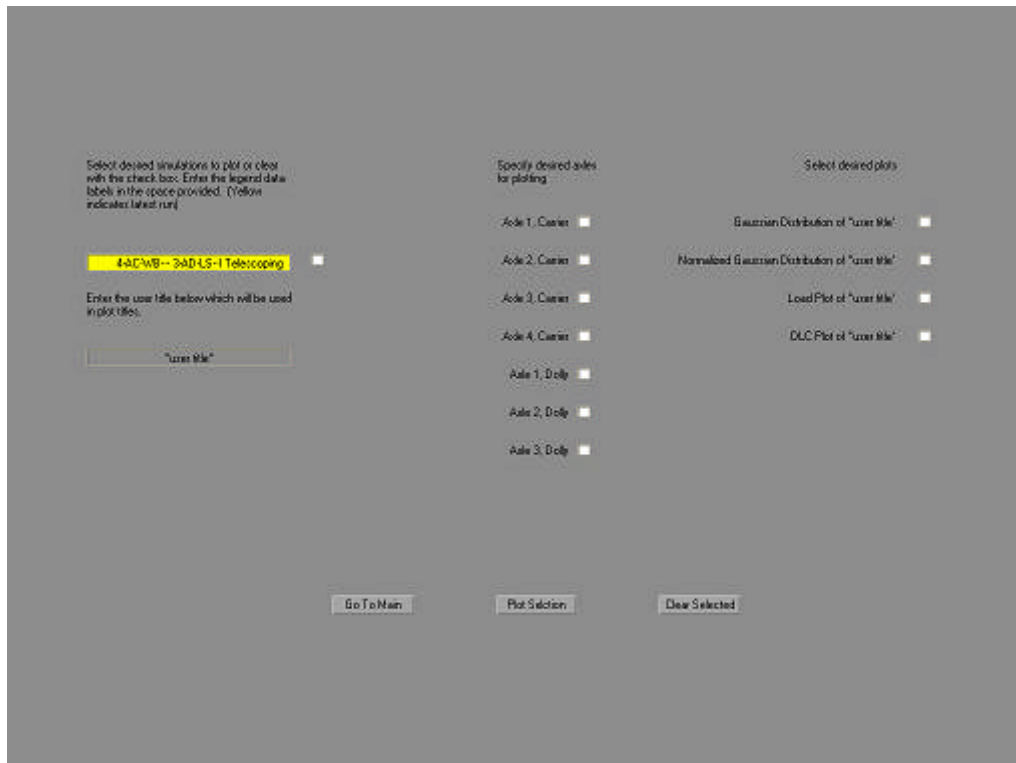 Select desired simulations to plot or clear
with the check box. Enter the legend data
labels in the space provided. (Yellow
indicates latest run)
4-AC-WB-- 3-AD-LS-I Telescoping
Enter the user title below which will be used
in plot titles.
"user title"
Specify desired axles
for plotting
Axle 1, Carrier
Axle 2, Carrier
Axle 3, Carrier
Axle 4, Carrier
Axle 1, Dolly
Axle 2, Dolly
Axle 3, Dolly
Select desired plots
Gaussian Distribution of "user title"
Normalized Gaussian Distribution of "user title"
Load Plot of "user title"
DLC Plot of "user title"
Go To Main
Plot Selction
Clear Selected